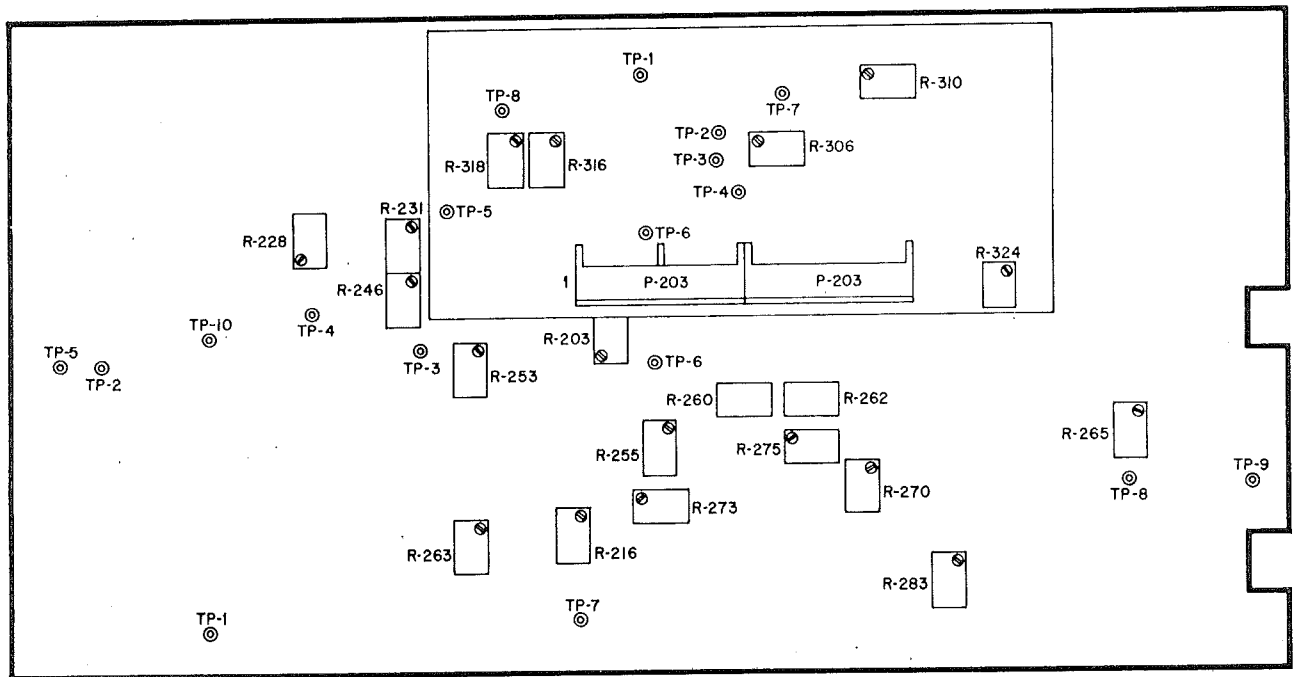 TP-1
R-310
TP-8
TP-7
TP-2
R-306
R-318
R-316
TP-3
TP-4
R-231
TP-5
R-228
TP-6
R-324
1
P-203
P-203
R-246
TP-4
TP-10
R-203
TP-5
TP-2
TP-3
R-253
TP-6
R-260
R-262
R-265
R-255
R-275
TP-9
R-270
TP-8
R-273
R-263
R-216
R-283
TP-1
TP-7